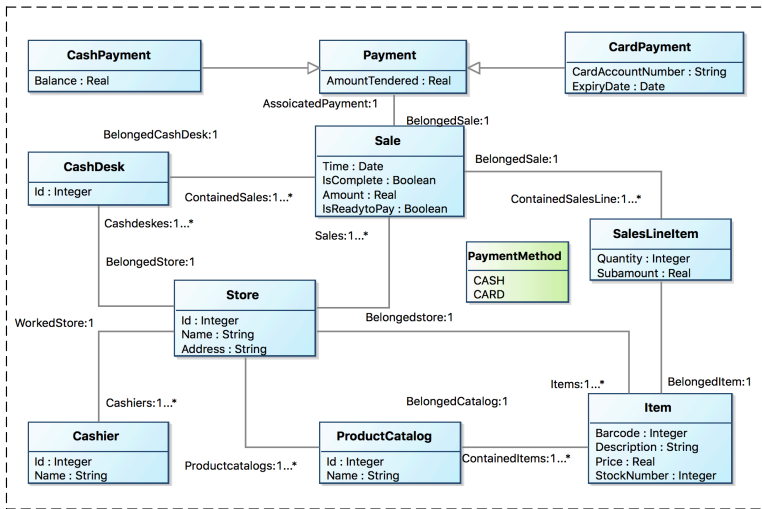 CashPayment
Balance : Real
Payment
AmountTendered : Real
CardPayment
CardAccountNumber : String
ExpiryDate : Date
AssoicatedPayment:1
BelongedSale:1
BelongedCashDesk:1
Sale
Time : Date
IsComplete : Boolean
Amount : Real
IsReadytoPay : Boolean
BelongedSale:1
CashDesk
Id : Integer
ContainedSales:1...*
ContainedSalesLine:1...*
Cashdeskes:1...*
Sales:1...*
SalesLineItem
Quantity : Integer
Subamount : Real
PaymentMethod
CASH
CARD
BelongedStore:1
Store
Id : Integer
Name : String
Address : String
WorkedStore:1
Belongedstore:1
Items:1...*
BelongedItem:1
Cashiers:1...*
BelongedCatalog:1
Item
Barcode : Integer
Description : String
Price : Real
StockNumber : Integer
Cashier
Id : Integer
Name : String
Productcatalogs:1...*
ProductCatalog
Id : Integer
Name : String
ContainedItems:1...*